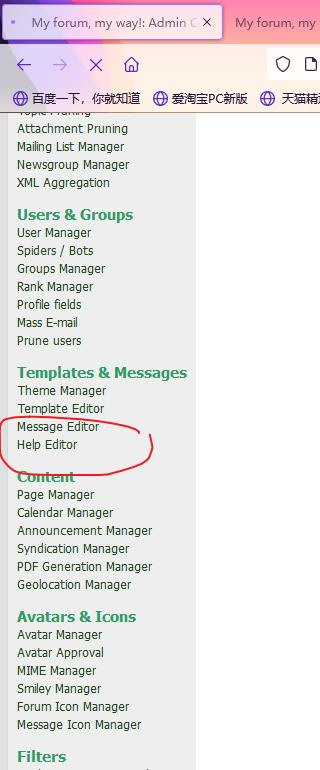 My forum, my way!: Admin C
My forum, my
百度一下，你就知道
爱淘宝PC新版
天猫精
Topic Pruning
Attachment Pruning
Mailing List Manager
Newsgroup Manager
XML Aggregation
Users & Groups
User Manager
Spiders / Bots
Groups Manager
Rank Manager
Profile fields
Mass E-mail
Prune users
Templates & Messages
Theme Manager
Template Editor
Message Editor
Help Editor
Content
Page Manager
Calendar Manager
Announcement Manager
Syndication Manager
PDF Generation Manager
Geolocation Manager
Avatars & Icons
Avatar Manager
Avatar Approval
MIME Manager
Smiley Manager
Forum Icon Manager
Message Icon Manager
Filters